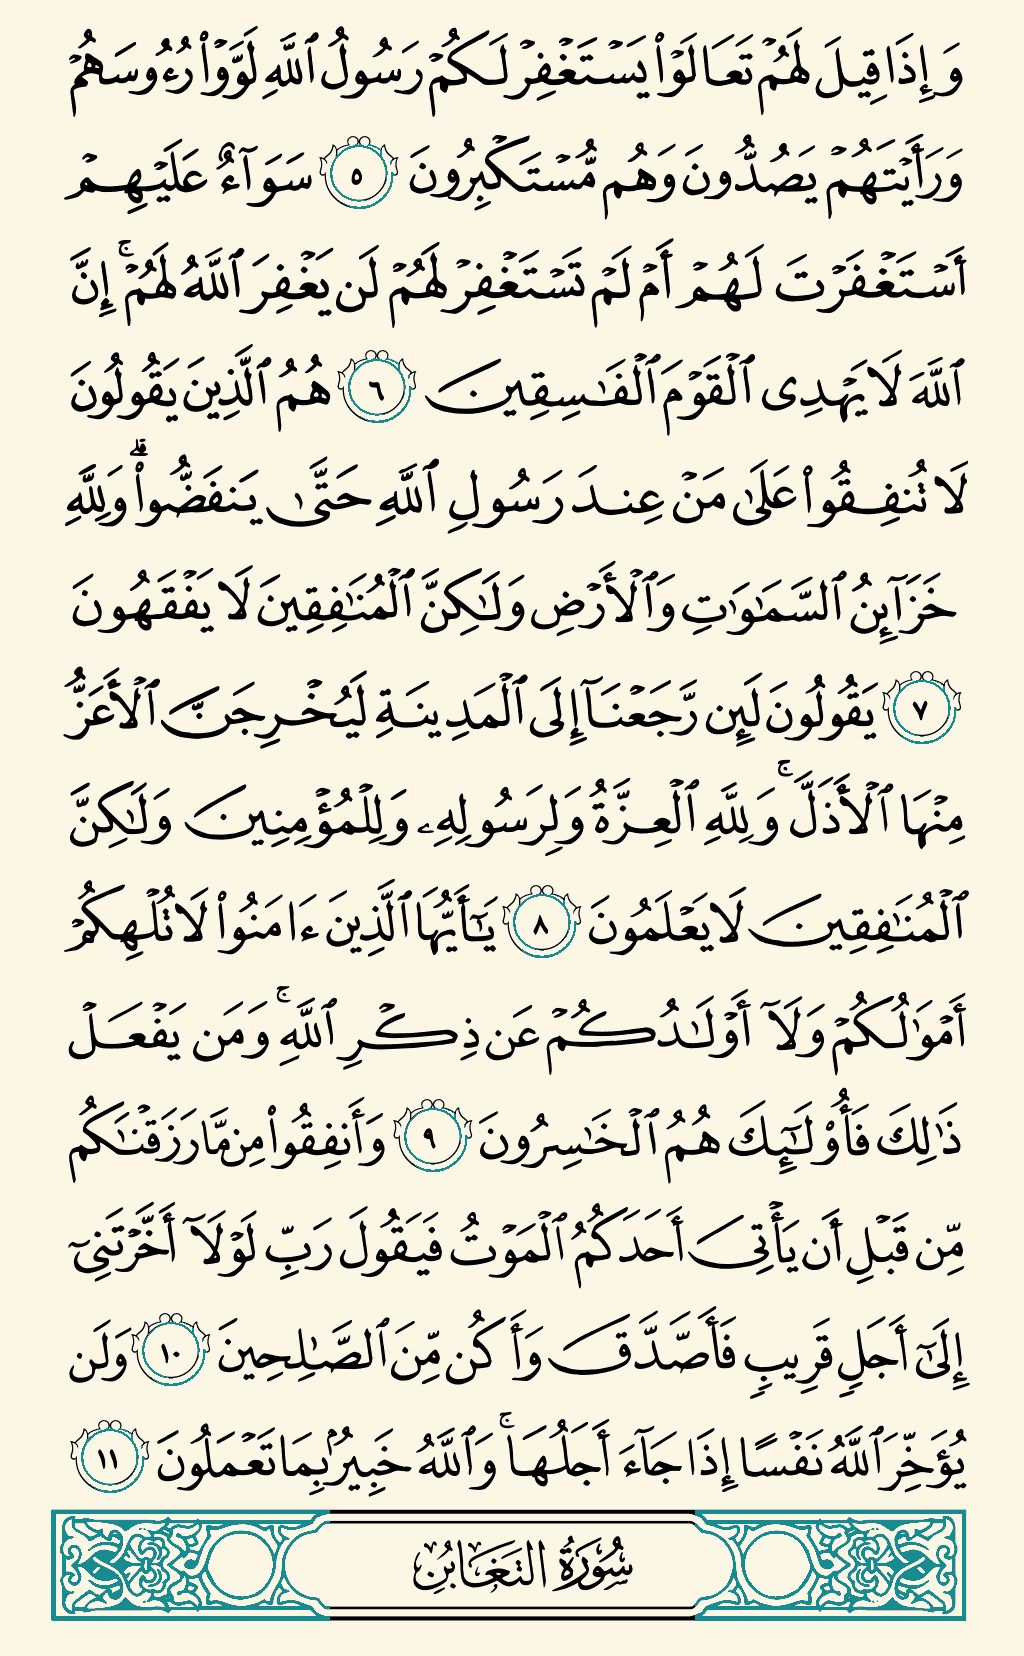 وَإِذَا قِيلَ لَهُمْ تَعَالَوْا۟ يَسْتَغْفِرْ لَكُمْ رَسُولُ ٱللَّهِ لَوَّوْا۟ رُءُوسَهُمْ
وَرَأَيْتَهُمْ يَصُدُّونَ وَهُم مُّسْتَكْبِرُونَ ٥ سَوَآءٌ عَلَيْهِمْ
أَسْتَغْفَرْتَ لَهُمْ أَمْ لَمْ تَسْتَغْفِرْ لَهُمْ لَن يَغْفِرَ ٱللَّهُ لَهُمْ ۚ إِنَّ
ٱللَّهَ لَا يَهْدِى ٱلْقَوْمَ ٱلْفَـٰسِقِينَ ٦ هُمُ ٱلَّذِينَ يَقُولُونَ
لَا تُنفِقُوا۟ عَلَىٰ مَنْ عِندَ رَسُولِ ٱللَّهِ حَتَّىٰ يَنفَضُّوا۟ ۗ وَلِلَّهِ
خَزَآئِنُ ٱلسَّمَـٰوَٰتِ وَٱلْأَرْضِ وَلَـٰكِنَّ ٱلْمُنَـٰفِقِينَ لَا يَفْقَهُونَ
٧ يَقُولُونَ لَئِن رَّجَعْنَآ إِلَى ٱلْمَدِينَةِ لَيُخْرِجَنَّ ٱلْأَعَزُّ
مِنْهَا ٱلْأَذَلَّ ۚ وَلِلَّهِ ٱلْعِزَّةُ وَلِرَسُولِهِۦ وَلِلْمُؤْمِنِينَ وَلَـٰكِنَّ
ٱلْمُنَـٰفِقِينَ لَا يَعْلَمُونَ ٨ يَـٰٓأَيُّهَا ٱلَّذِينَ ءَامَنُوا۟ لَا تُلْهِكُمْ
أَمْوَٰلُكُمْ وَلَآ أَوْلَـٰدُكُمْ عَن ذِكْرِ ٱللَّهِ ۚ وَمَن يَفْعَلْ
ذَٰلِكَ فَأُو۟لَـٰٓئِكَ هُمُ ٱلْخَـٰسِرُونَ ٩ وَأَنفِقُوا۟ مِن مَّا رَزَقْنَـٰكُم
مِّن قَبْلِ أَن يَأْتِىَ أَحَدَكُمُ ٱلْمَوْتُ فَيَقُولَ رَبِّ لَوْلَآ أَخَّرْتَنِىٓ
إِلَىٰٓ أَجَلٍ قَرِيبٍ فَأَصَّدَّقَ وَأَكُن مِّنَ ٱلصَّـٰلِحِينَ ١٠ وَلَن
يُؤَخِّرَ ٱللَّهُ نَفْسًا إِذَا جَآءَ أَجَلُهَا ۚ وَٱللَّهُ خَبِيرٌۢ بِمَا تَعْمَلُونَ ١١
سُورَةُ التَّغَابُنِ